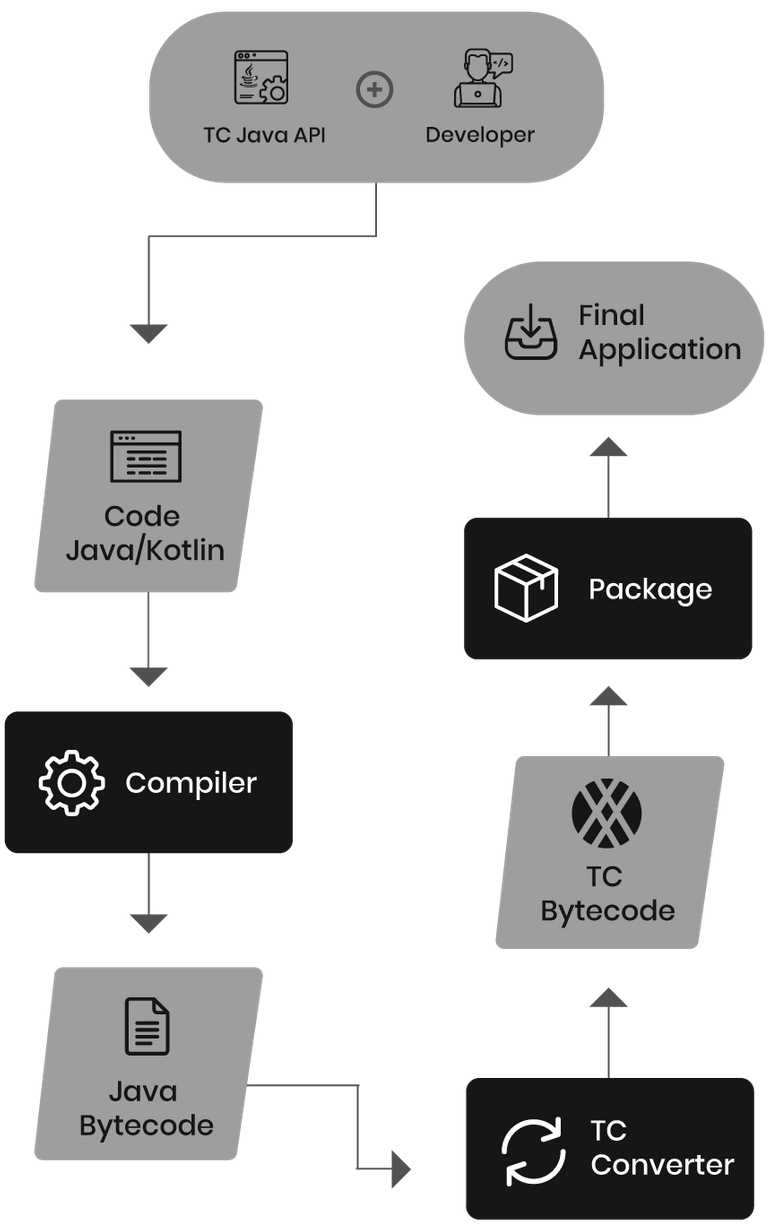 TC Java API
Developer
Code
Java/Kotlin
Compiler
Java
Bytecode
TC
Converter
TC
Bytecode
Package
Final
Application